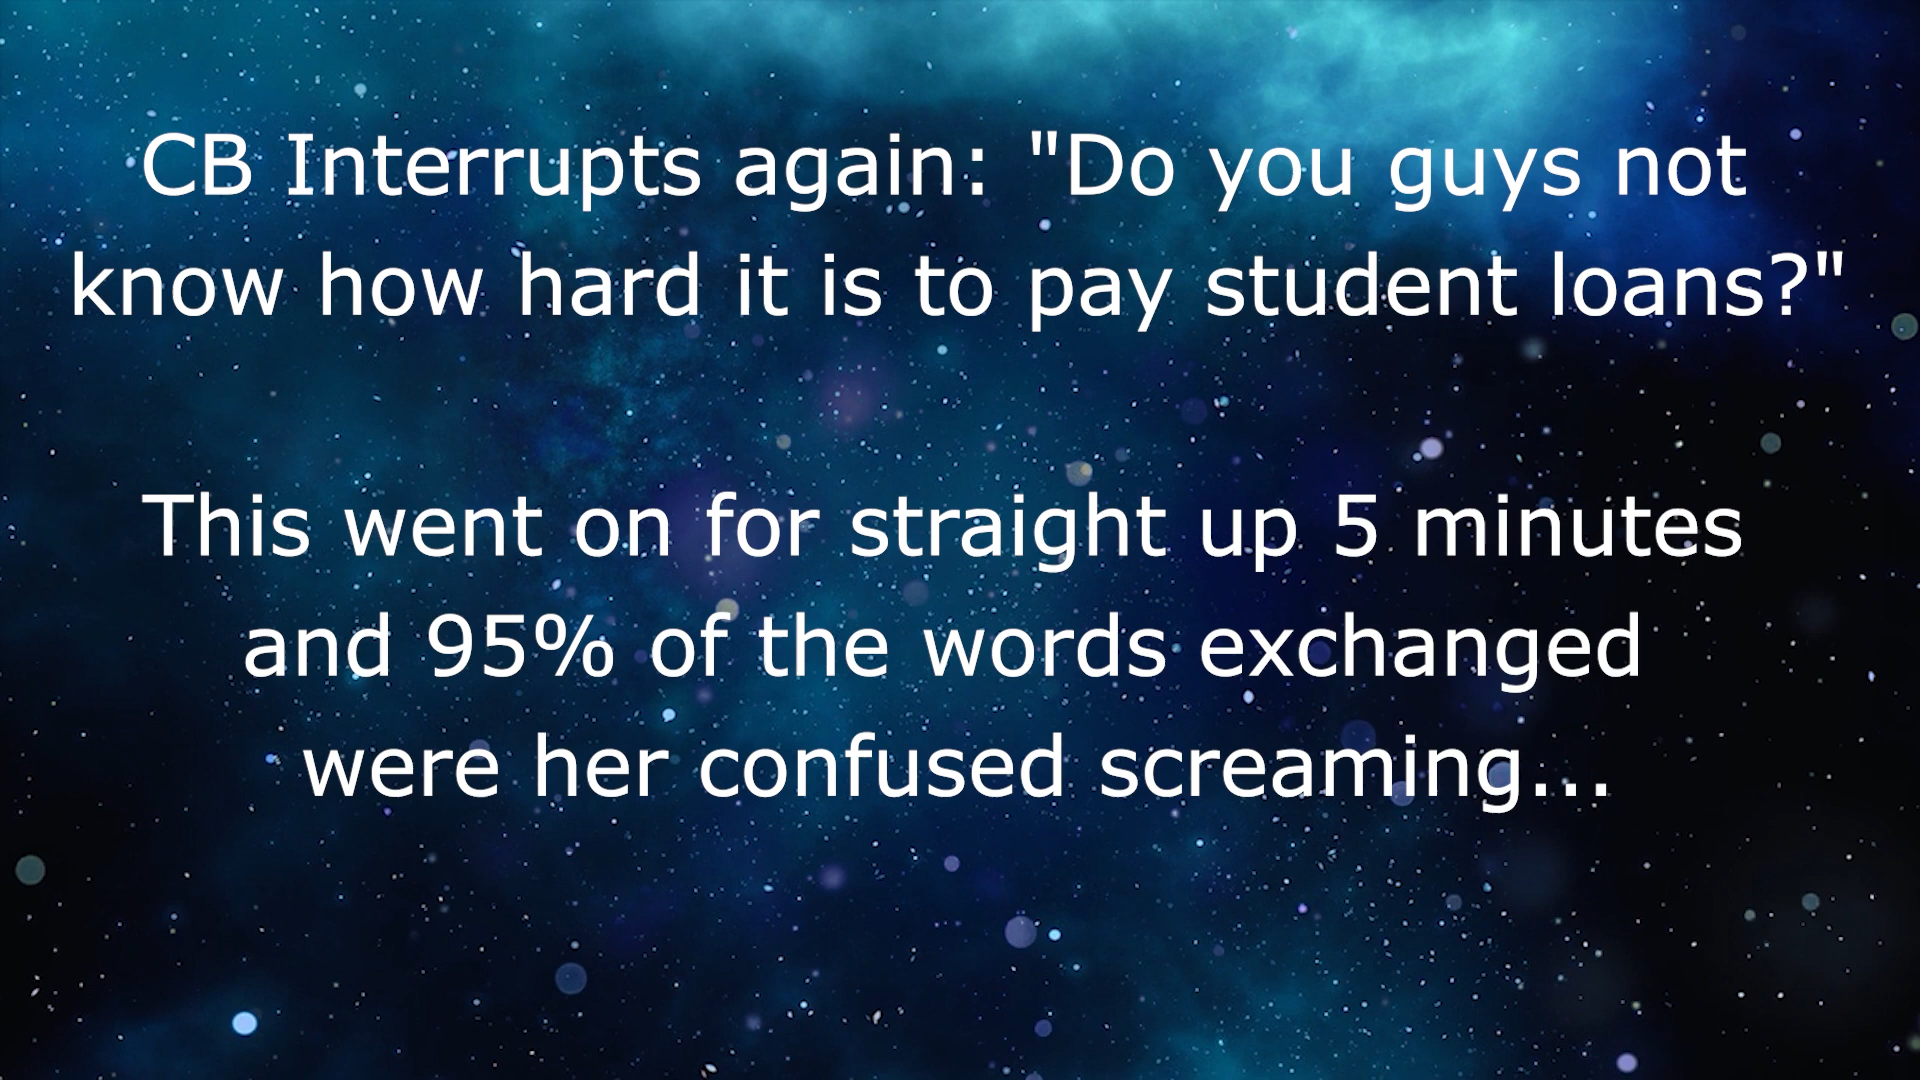 CB Interrupts again: "Do you guys not
know how hard it is to pay student loans?"
This went on for straight up 5 minutes
and 95% of the words exchanged
were her confused screaming...